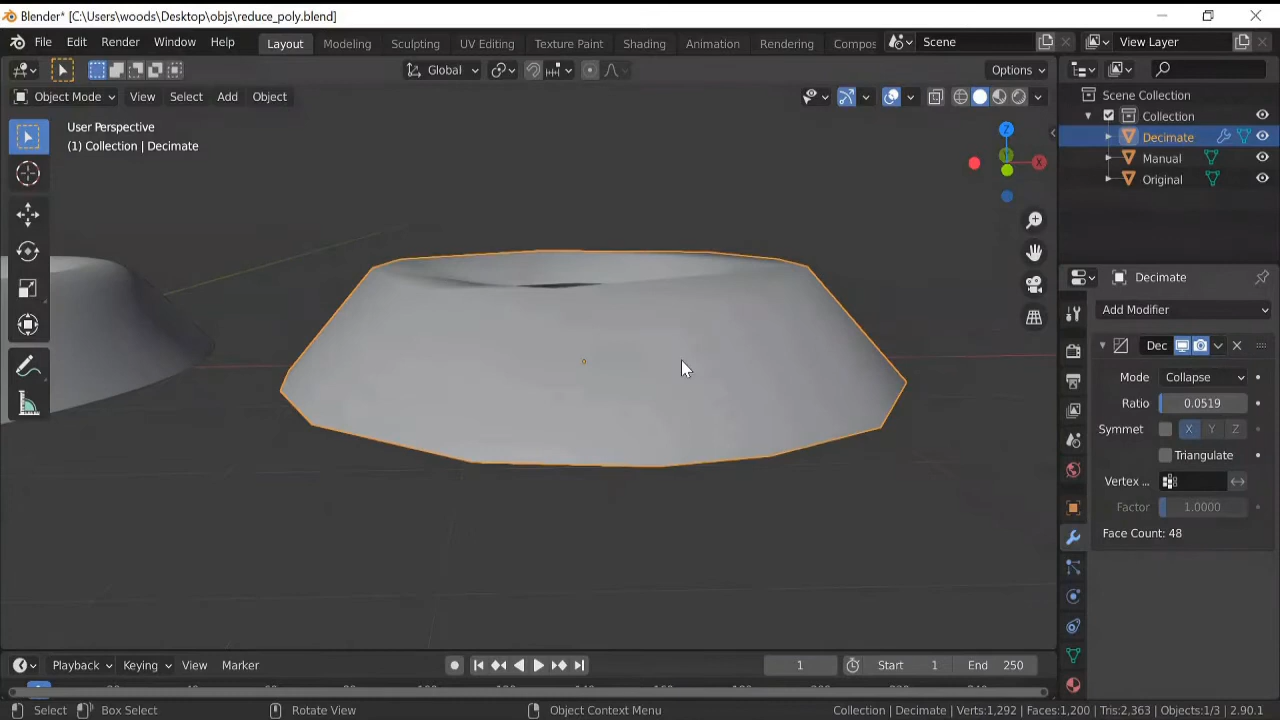 Blender* [C:\Users\woods\Desktop\objs\reduce_poly.blend]
File Edit Render Window Help Layout Modeling Sculpting UV Editing Texture Paint Shading Animation Rendering Compos Scene View Layer
Global Options
Object Mode View Select Add Object
User Perspective
(1) Collection | Decimate
Z
X
Scene Collection
Collection
Decimate
Manual
Original
Decimate
Add Modifier
Dec
Mode Collapse
Ratio 0.0519
Symmet X Y Z
Triangulate
Vertex ...
Factor 1.0000
Face Count: 48
Playback Keying View Marker 1 Start 1 End 250
Select Box Select Rotate View Object Context Menu Collection | Decimate | Verts:1,292 | Faces:1,200 | Tris:2,363 | Objects:1/3 | 2.90.1